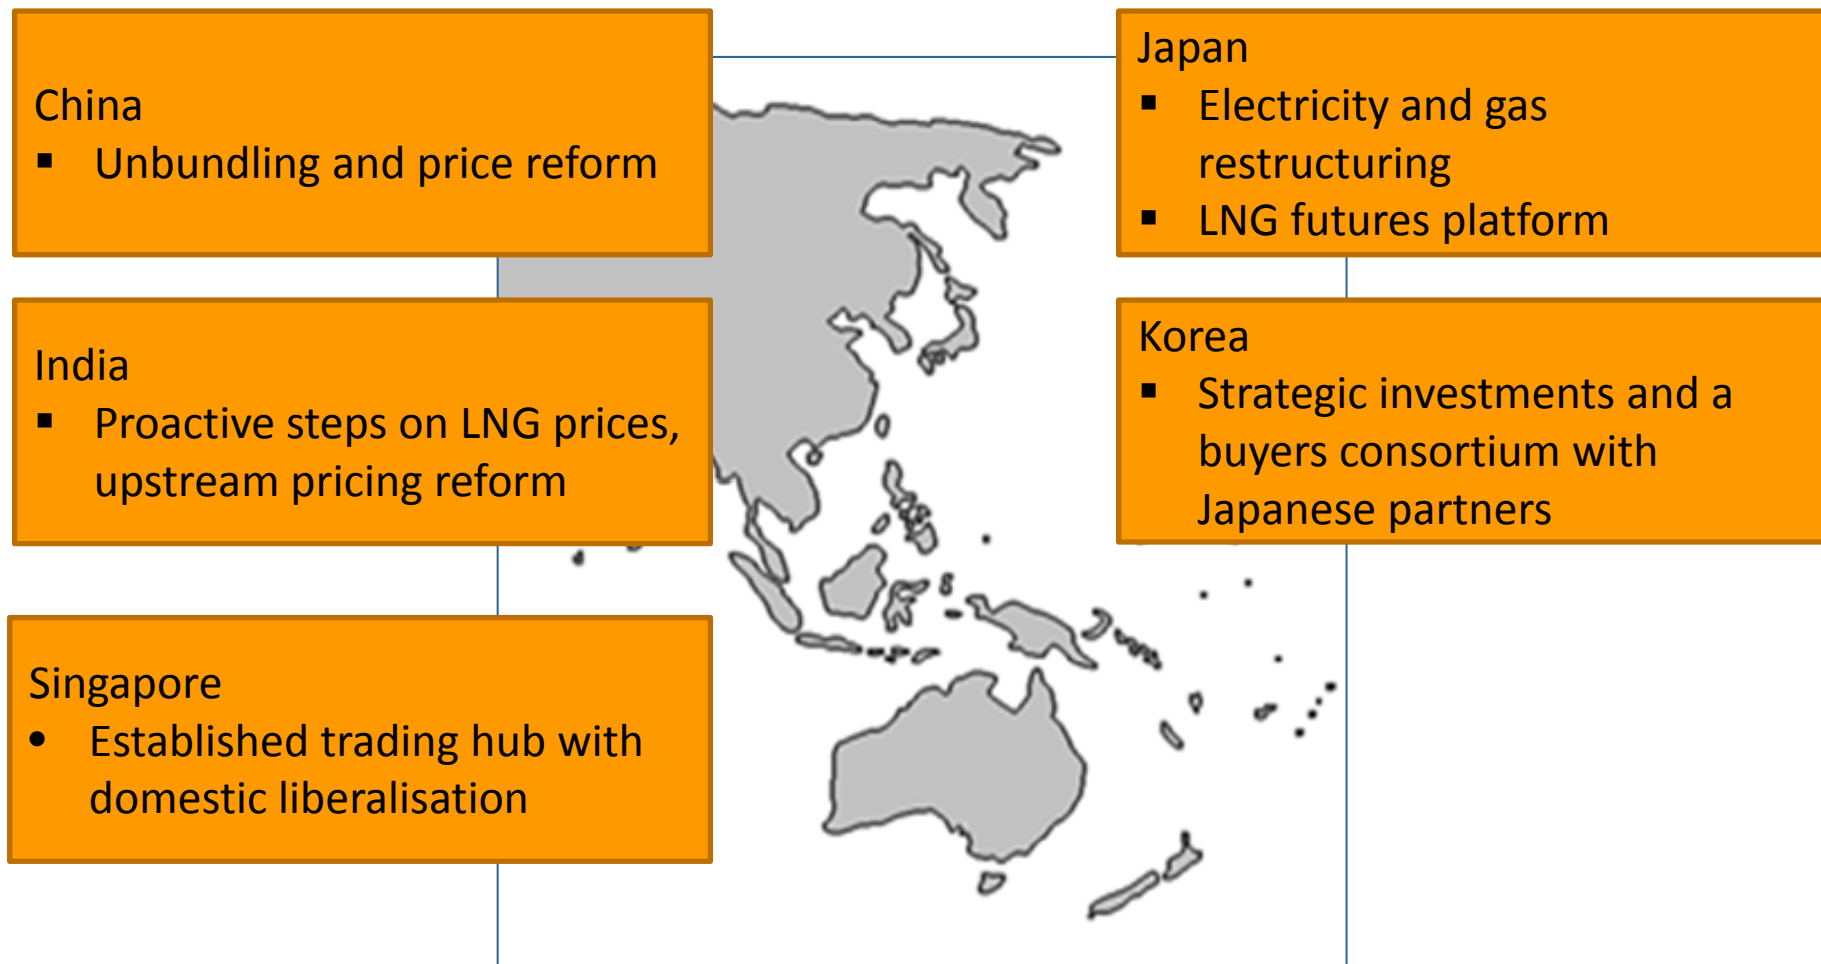 China
▪ Unbundling and price reform
India
▪ Proactive steps on LNG prices,
upstream pricing reform
Singapore
• Established trading hub with
domestic liberalisation
Japan
▪ Electricity and gas
restructuring
▪ LNG futures platform
Korea
▪ Strategic investments and a
buyers consortium with
Japanese partners